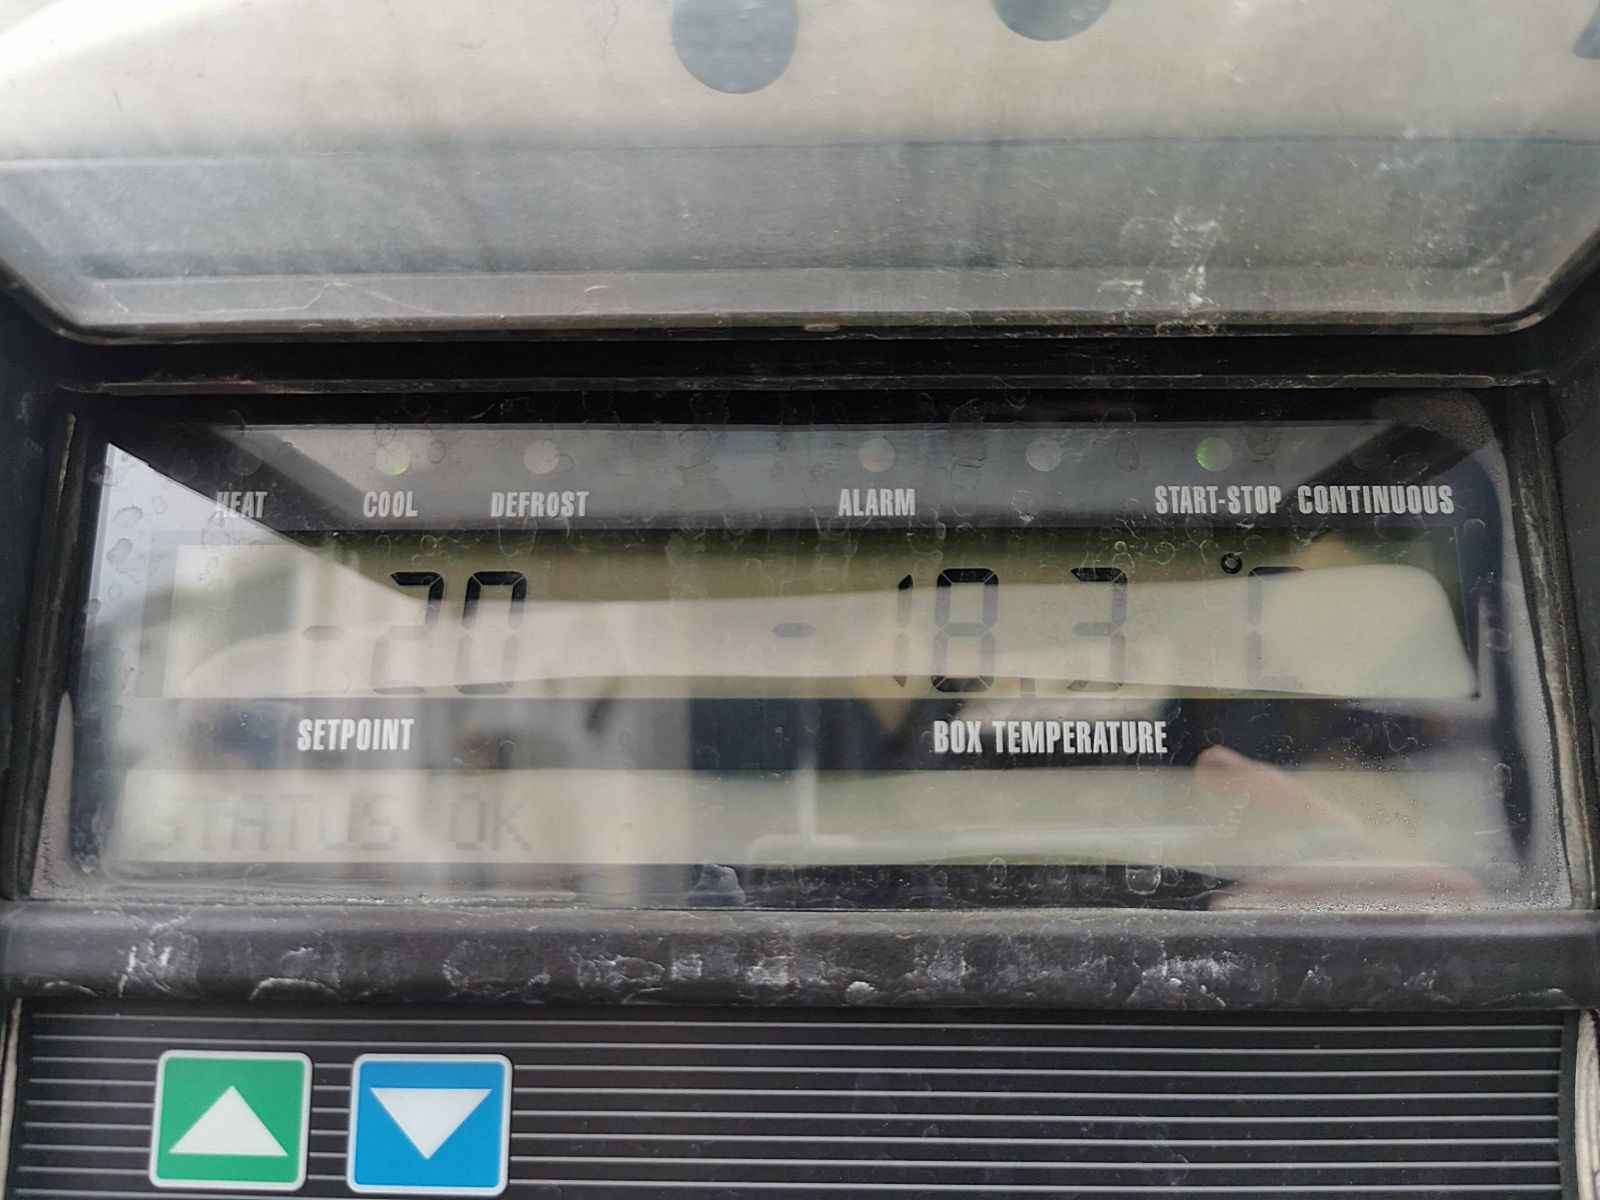 HEAT COOL DEFROST ALARM START-STOP CONTINUOUS
-20 -18.3 °C
SETPOINT BOX TEMPERATURE
STATUS OK